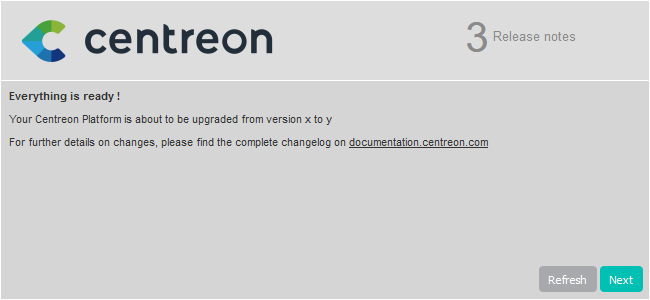 centreon
3 Release notes
Everything is ready !
Your Centreon Platform is about to be upgraded from version x to y
For further details on changes, please find the complete changelog on documentation.centreon.com
Refresh Next